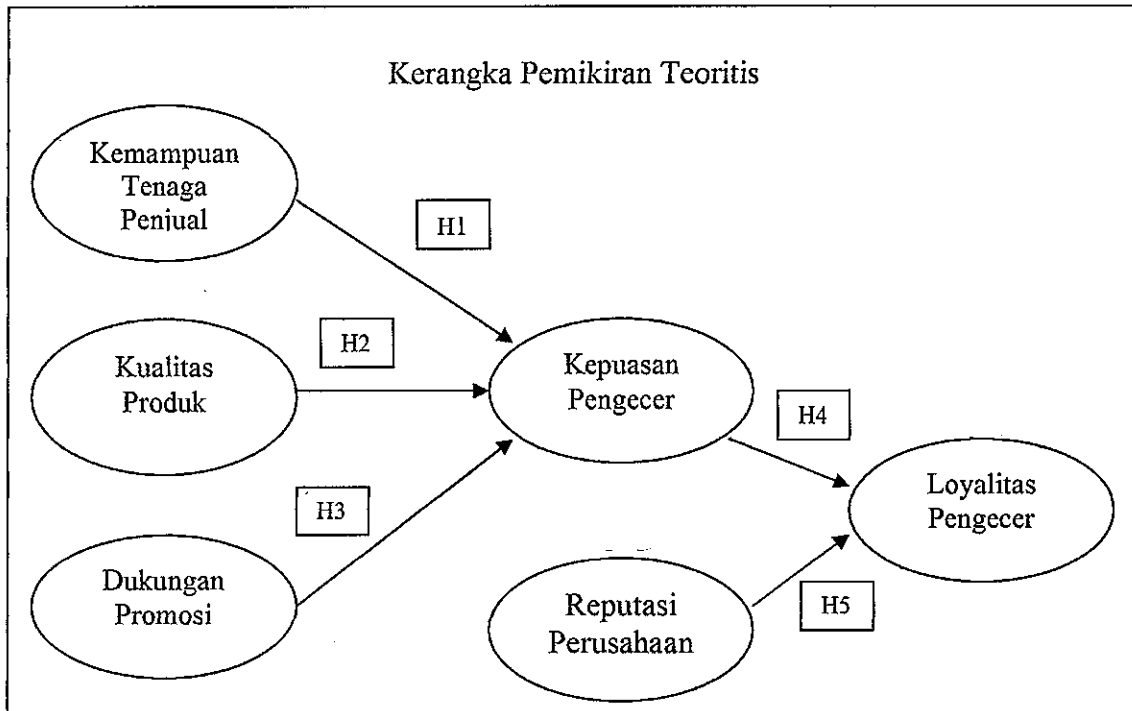 Kerangka Pemikiran Teoritis
Kemampuan
Tenaga
Penjual
H1
Kualitas
Produk
H2
Kepuasan
Pengecer
H4
Loyalitas
Pengecer
H3
Dukungan
Promosi
Reputasi
Perusahaan
H5